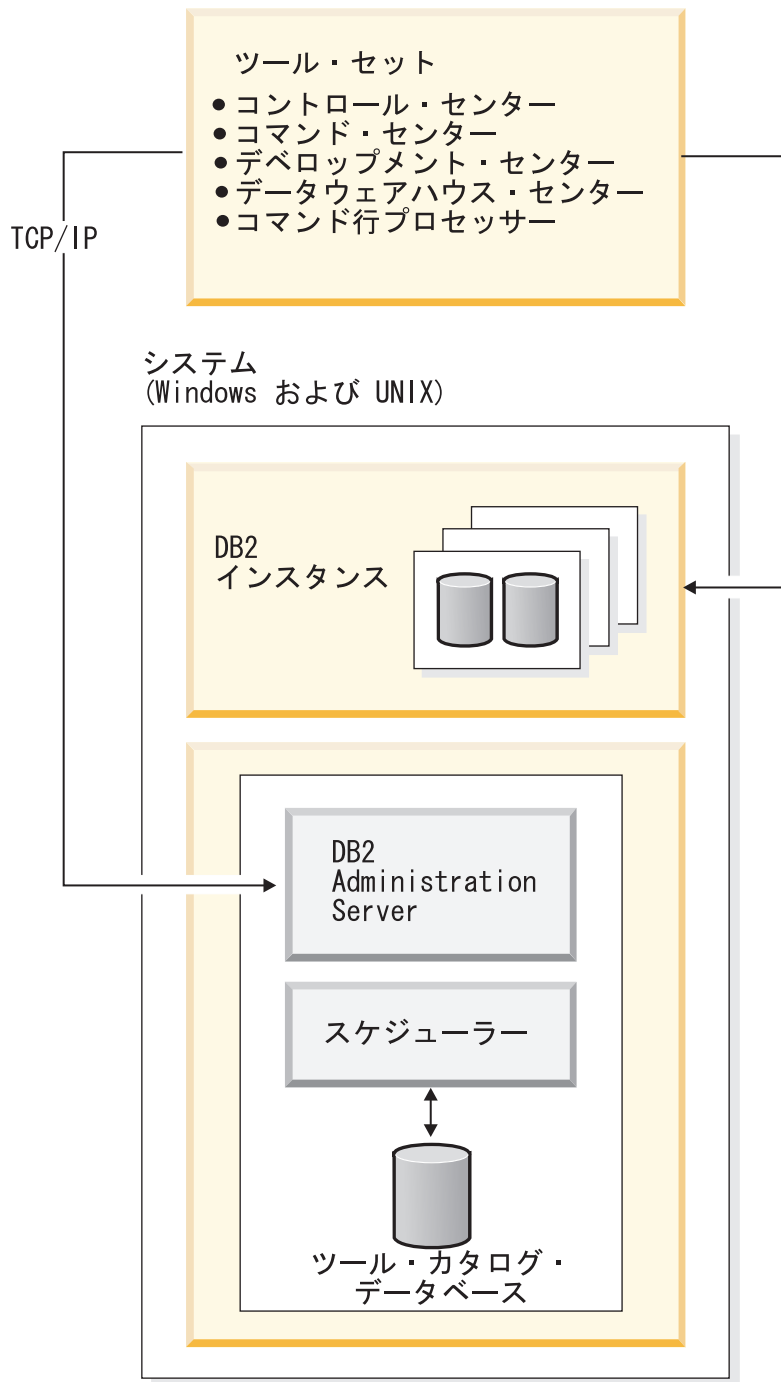 ツール・セット
●コントロール・センター
●コマンド・センター
●デベロップメント・センター
●データウェアハウス・センター
●コマンド行プロセッサー
TCP/IP
システム
(Windows および UNIX)
DB2
インスタンス
DB2
Administration
Server
スケジューラー
ツール・カタログ・
データベース